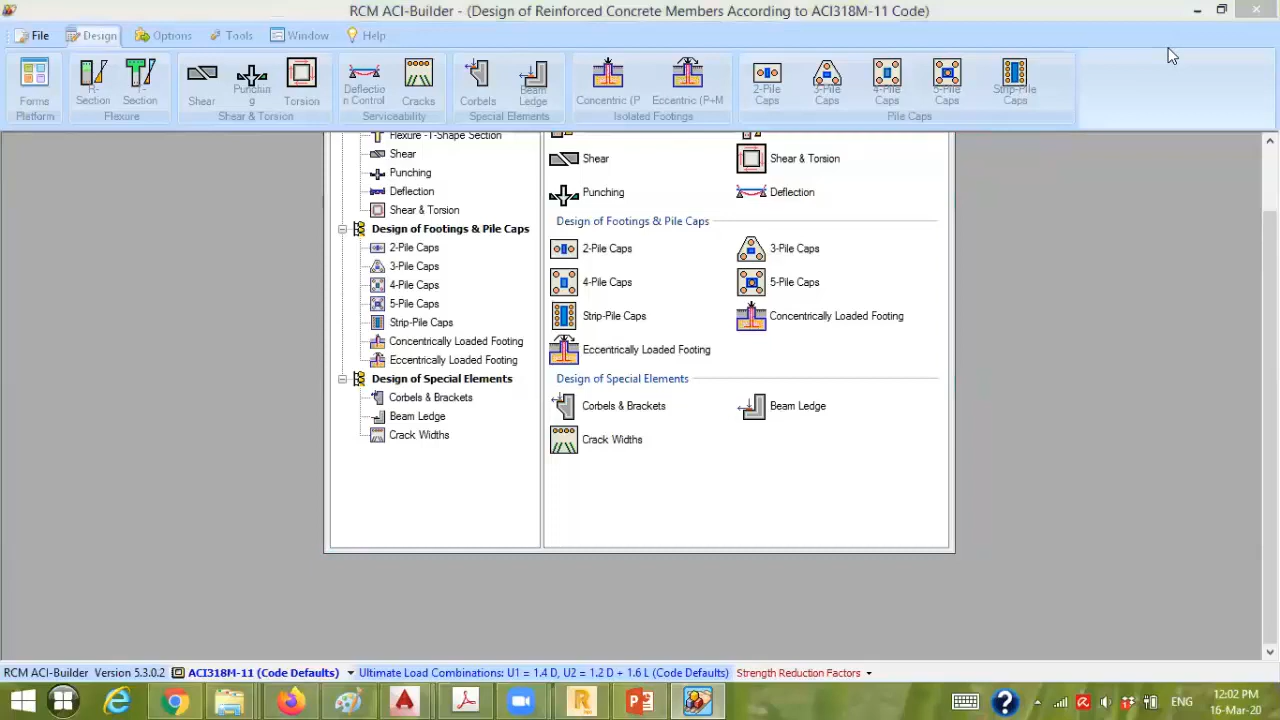 RCM ACI-Builder - (Design of Reinforced Concrete Members According to ACI318M-11 Code)
File Design Options Tools Window Help
Forms R-Section T-Section Shear Punching Torsion Deflection Control Cracks Corbels Beam Ledge Concentric (P Eccentric (P+M 2-Pile Caps 3-Pile Caps 4-Pile Caps 5-Pile Caps Strip-Pile Caps
Platform Flexure Shear & Torsion Serviceability Special Elements Isolated Footings Pile Caps
Flexure -T-Shape Section
Shear
Punching
Deflection
Shear & Torsion
Design of Footings & Pile Caps
2-Pile Caps
3-Pile Caps
4-Pile Caps
5-Pile Caps
Strip-Pile Caps
Concentrically Loaded Footing
Eccentrically Loaded Footing
Design of Special Elements
Corbels & Brackets
Beam Ledge
Crack Widths
Shear Shear & Torsion
Punching Deflection
Design of Footings & Pile Caps
2-Pile Caps 3-Pile Caps
4-Pile Caps 5-Pile Caps
Strip-Pile Caps Concentrically Loaded Footing
Eccentrically Loaded Footing
Design of Special Elements
Corbels & Brackets Beam Ledge
Crack Widths
RCM ACI-Builder Version 5.3.0.2 ACI318M-11 (Code Defaults) Ultimate Load Combinations: U1 = 1.4 D, U2 = 1.2 D + 1.6 L (Code Defaults) Strength Reduction Factors
ENG
12:02 PM
16-Mar-20